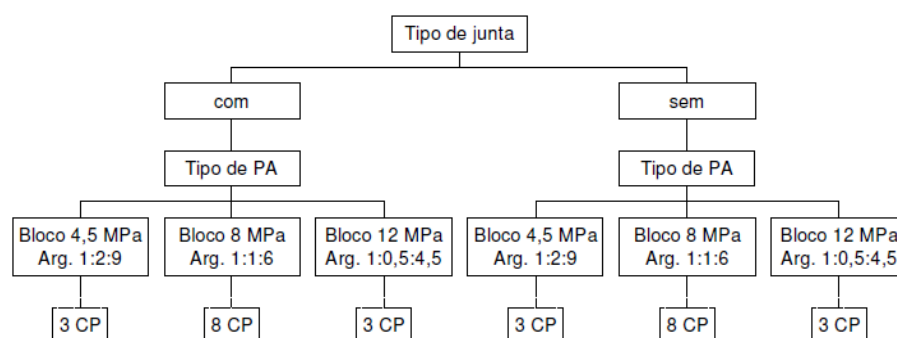 Tipo de junta
com
sem
Tipo de PA
Tipo de PA
Bloco 4,5 MPa
Arg. 1:2:9
Bloco 8 MPa
Arg. 1:1:6
Bloco 12 MPa
Arg. 1:0,5:4,5
Bloco 4,5 MPa
Arg. 1:2:9
Bloco 8 MPa
Arg. 1:1:6
Bloco 12 MPa
Arg. 1:0,5:4,5
3 CP
8 CP
3 CP
3 CP
8 CP
3 CP